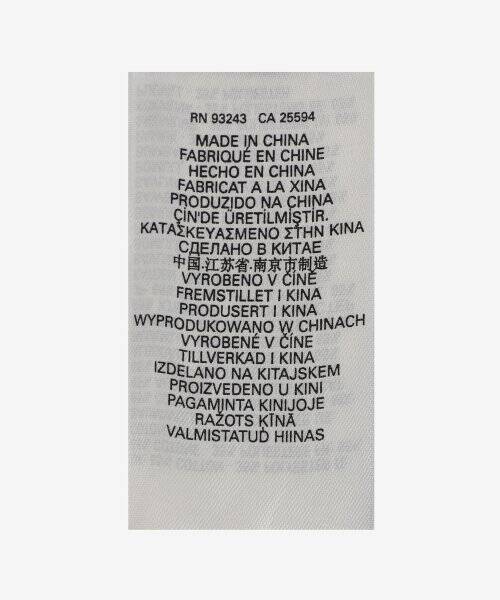 RN 93243 CA 25594
MADE IN CHINA
FABRIQUÉ EN CHINE
HECHO EN CHINA
FABRICAT A LA XINA
PRODUZIDO NA CHINA
ÇİN'DE ÜRETİLMİŞTİR.
ΚΑΤΑΣΚΕΥΑΣΜΕΝΟ ΣΤΗΝ ΚΙΝΑ
СДЕЛАНО В КИТАЕ
中国.江苏省.南京市制造
VYROBENO V ČÍNĚ
FREMSTILLET I KINA
PRODUSERT I KINA
WYPRODUKOWANO W CHINACH
VYROBENÉ V ČÍNE
TILLVERKAD I KINA
IZDELANO NA KITAJSKEM
PROIZVEDENO U KINI
PAGAMINTA KINIJOJE
RAŽOTS ĶĪNĀ
VALMISTATUD HIINAS